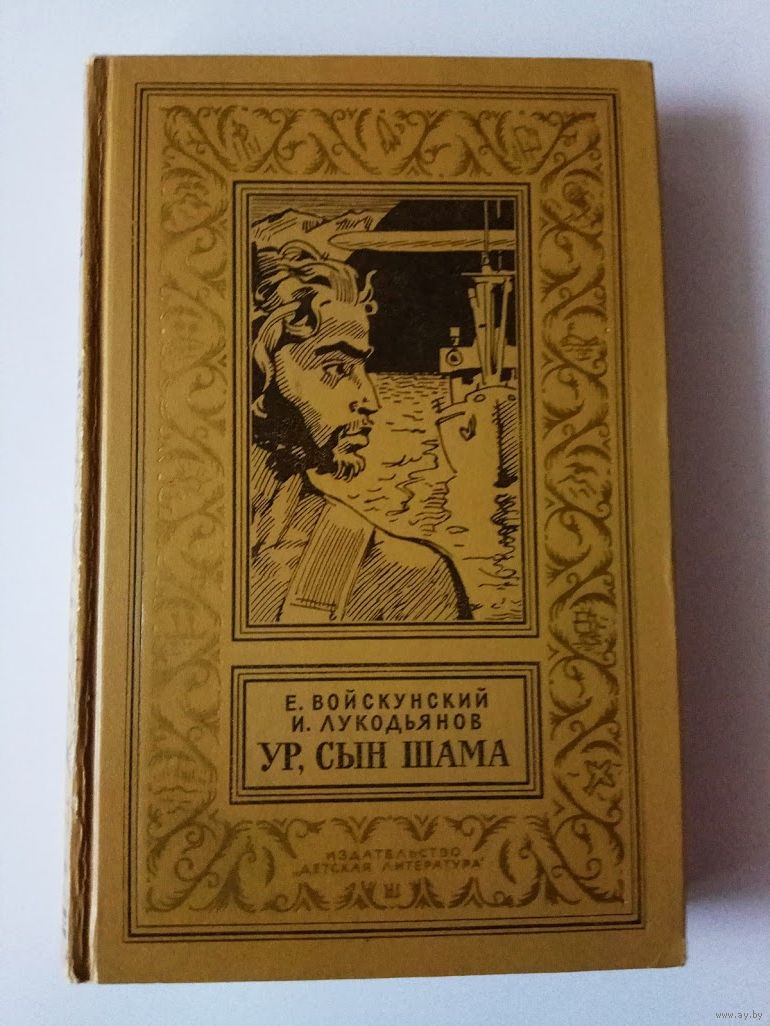 Е. ВОЙСКУНСКИЙ
И. ЛУКОДЬЯНОВ
УР, СЫН ШАМА
ИЗДАТЕЛЬСТВО
„ДЕТСКАЯ ЛИТЕРАТУРА"
www.ay.by